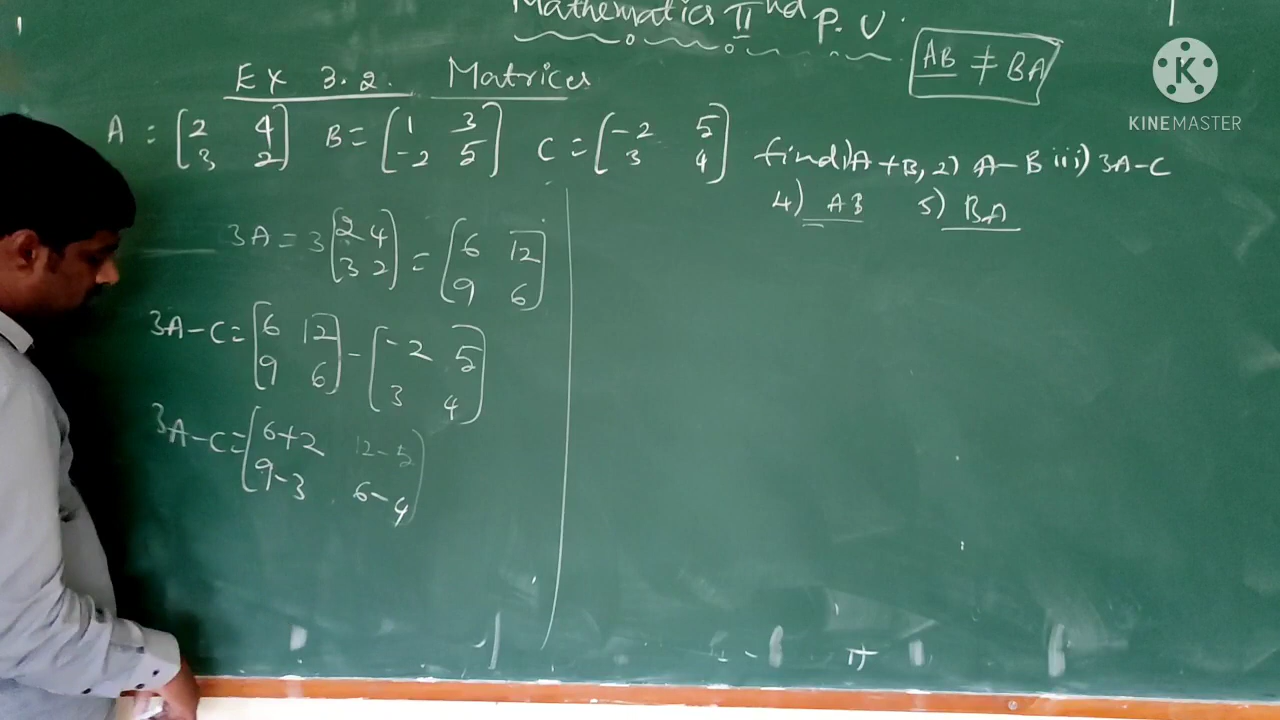 Mathematics IInd P.U.
AB ≠ BA
KINEMASTER
Ex 3.2. Matrices
A = [2 4
3 2] B = [1 3
-2 5] C = [-2 5
3 4] find 1) A + B, 2) A - B iii) 3A - C
4) AB 5) BA
3A = 3 [2 4
3 2] = [6 12
9 6]
3A - C = [6 12
9 6] - [-2 5
3 4]
3A - C = [6+2 12-5
9-3 6-4]